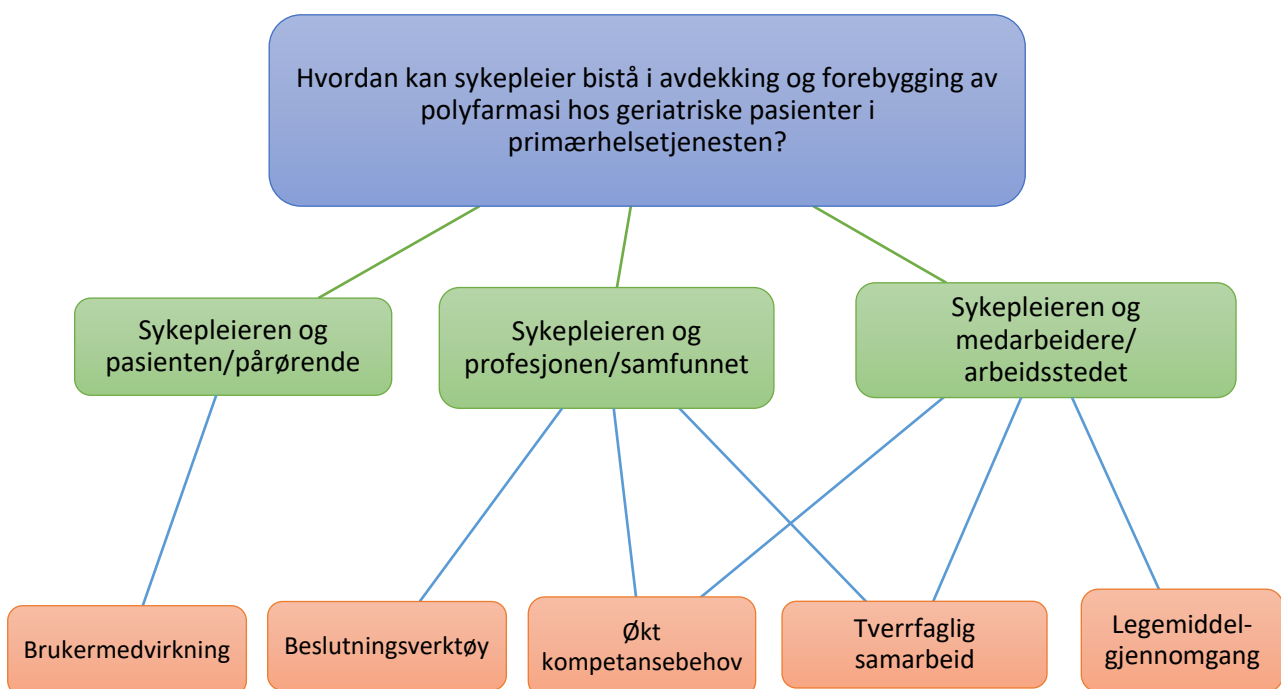 Hvordan kan sykepleier bistå i avdekking og forebygging av
polyfarmasi hos geriatriske pasienter i
primærhelsetjenesten?
Sykepleieren og
pasienten/pårørende
Sykepleieren og
profesjonen/samfunnet
Sykepleieren og
medarbeidere/
arbeidsstedet
Brukermedvirkning
Beslutningsverktøy
Økt
kompetansebehov
Tverrfaglig
samarbeid
Legemiddel-
gjennomgang